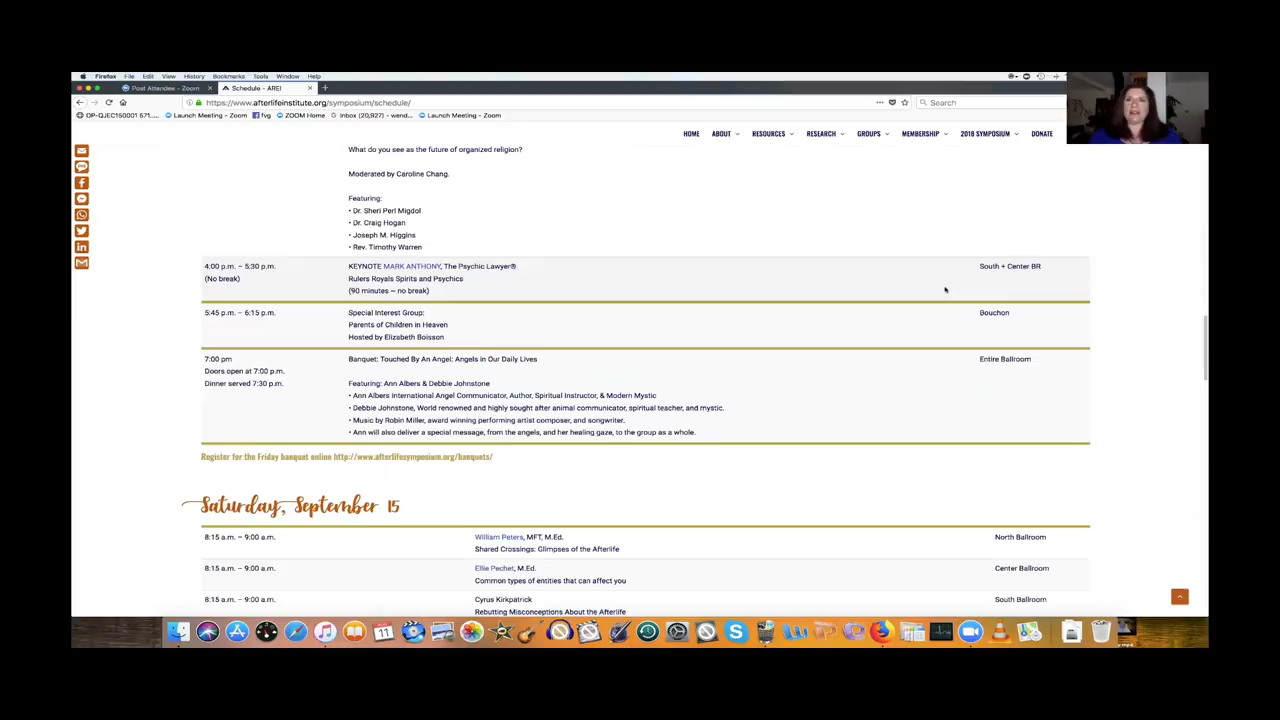 Firefox File Edit View History Bookmarks Tools Window Help
Post Attendee - Zoom × Schedule - AREI × +
https://www.afterlifeinstitute.org/symposium/schedule/ Search
OP-QJEC150001 571.... Launch Meeting - Zoom fvg ZOOM Home Inbox (20,927) - wend... Launch Meeting - Zoom
HOME ABOUT RESOURCES RESEARCH GROUPS MEMBERSHIP 2018 SYMPOSIUM DONATE
What do you see as the future of organized religion?
Moderated by Caroline Chang.
Featuring:
• Dr. Sheri Perl Migdol
• Dr. Craig Hogan
• Joseph M. Higgins
• Rev. Timothy Warren
4:00 p.m. – 5:30 p.m. KEYNOTE MARK ANTHONY, The Psychic Lawyer® South + Center BR
(No break) Rulers Royals Spirits and Psychics
(90 minutes – no break)
5:45 p.m. – 6:15 p.m. Special Interest Group: Bouchon
Parents of Children in Heaven
Hosted by Elizabeth Boisson
7:00 pm Banquet: Touched By An Angel: Angels in Our Daily Lives Entire Ballroom
Doors open at 7:00 p.m.
Dinner served 7:30 p.m. Featuring: Ann Albers & Debbie Johnstone
• Ann Albers International Angel Communicator, Author, Spiritual Instructor, & Modern Mystic
• Debbie Johnstone, World renowned and highly sought after animal communicator, spiritual teacher, and mystic.
• Music by Robin Miller, award winning performing artist composer, and songwriter.
• Ann will also deliver a special message, from the angels, and her healing gaze, to the group as a whole.
Register for the Friday banquet online http://www.afterlifesymposium.org/banquets/
Saturday, September 15
8:15 a.m. – 9:00 a.m. William Peters, MFT, M.Ed. North Ballroom
Shared Crossings: Glimpses of the Afterlife
8:15 a.m. – 9:00 a.m. Ellie Pechet, M.Ed. Center Ballroom
Common types of entities that can affect you
8:15 a.m. – 9:00 a.m. Cyrus Kirkpatrick South Ballroom
Rebutting Misconceptions About the Afterlife
11